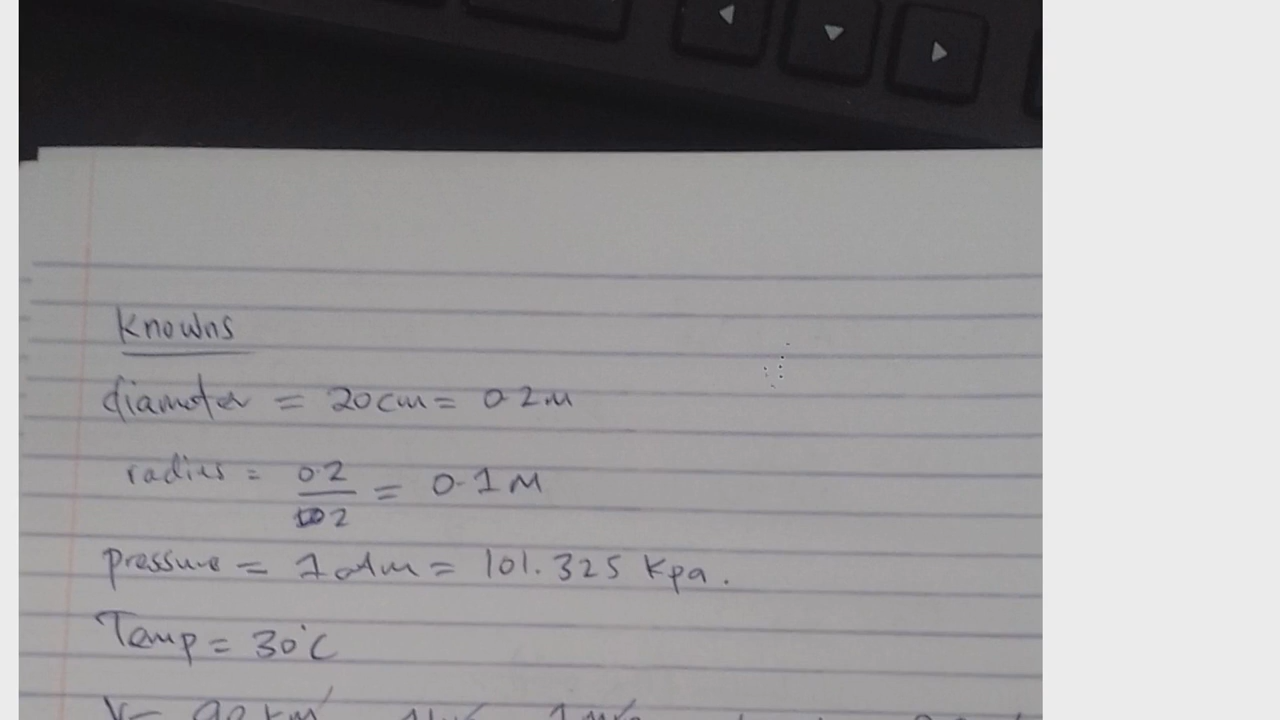 Knowns
diameter = 20cm = 0.2m
radius = 0.2/2 = 0.1m
pressure = 1 atm = 101.325 Kpa.
Temp = 30°C